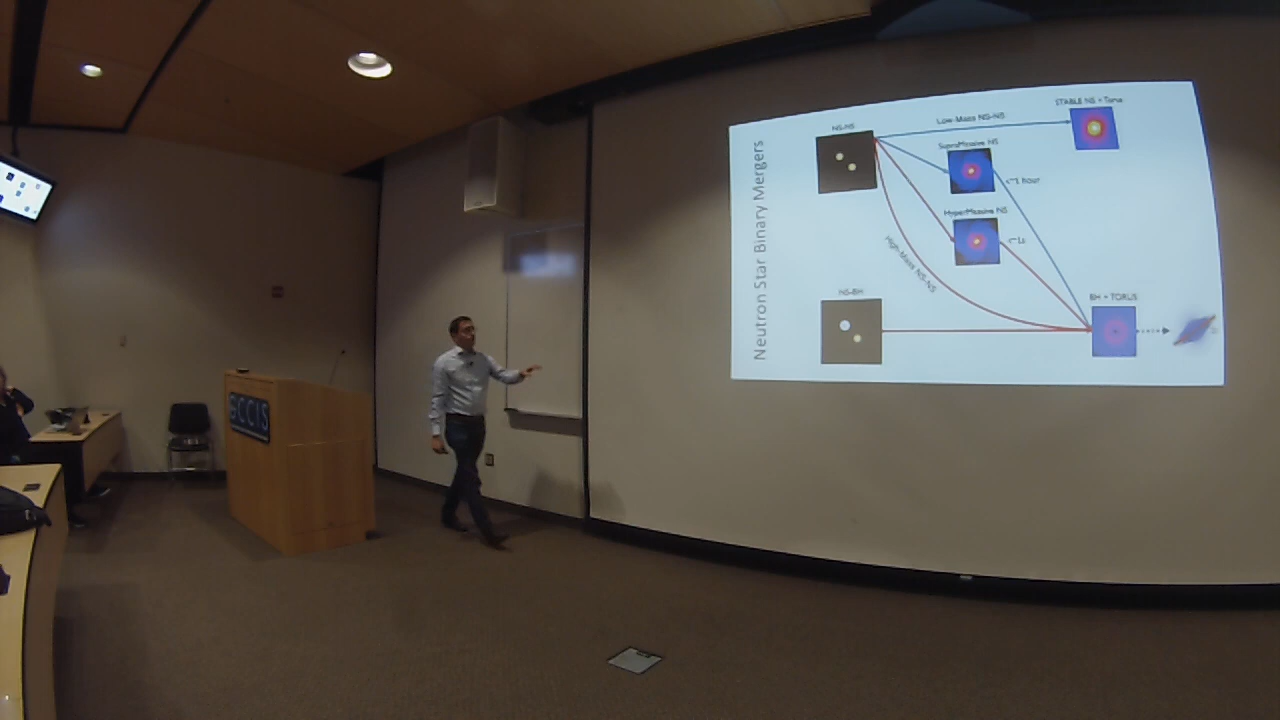 Neutron Star Binary Mergers
NS-NS
Low-Mass NS-NS
STABLE NS + Torus
SupraMassive NS
<~1 hour
HyperMassive NS
<~1s
High-Mass NS-NS
NS-BH
BH + TORUS
CCIS